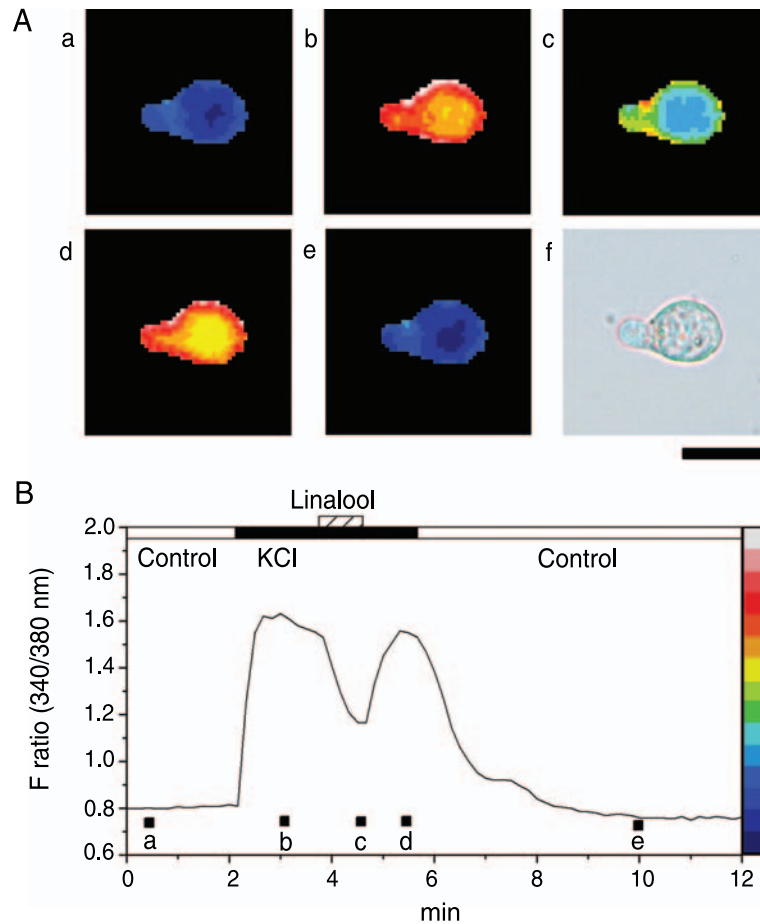 A
a b c
d e f
B
Linalool
2.0
Control KCl Control
1.8
1.6
1.4
1.2
1.0
0.8
0.6
F ratio (340/380 nm)
a b c d e
0 2 4 6 8 10 12
min